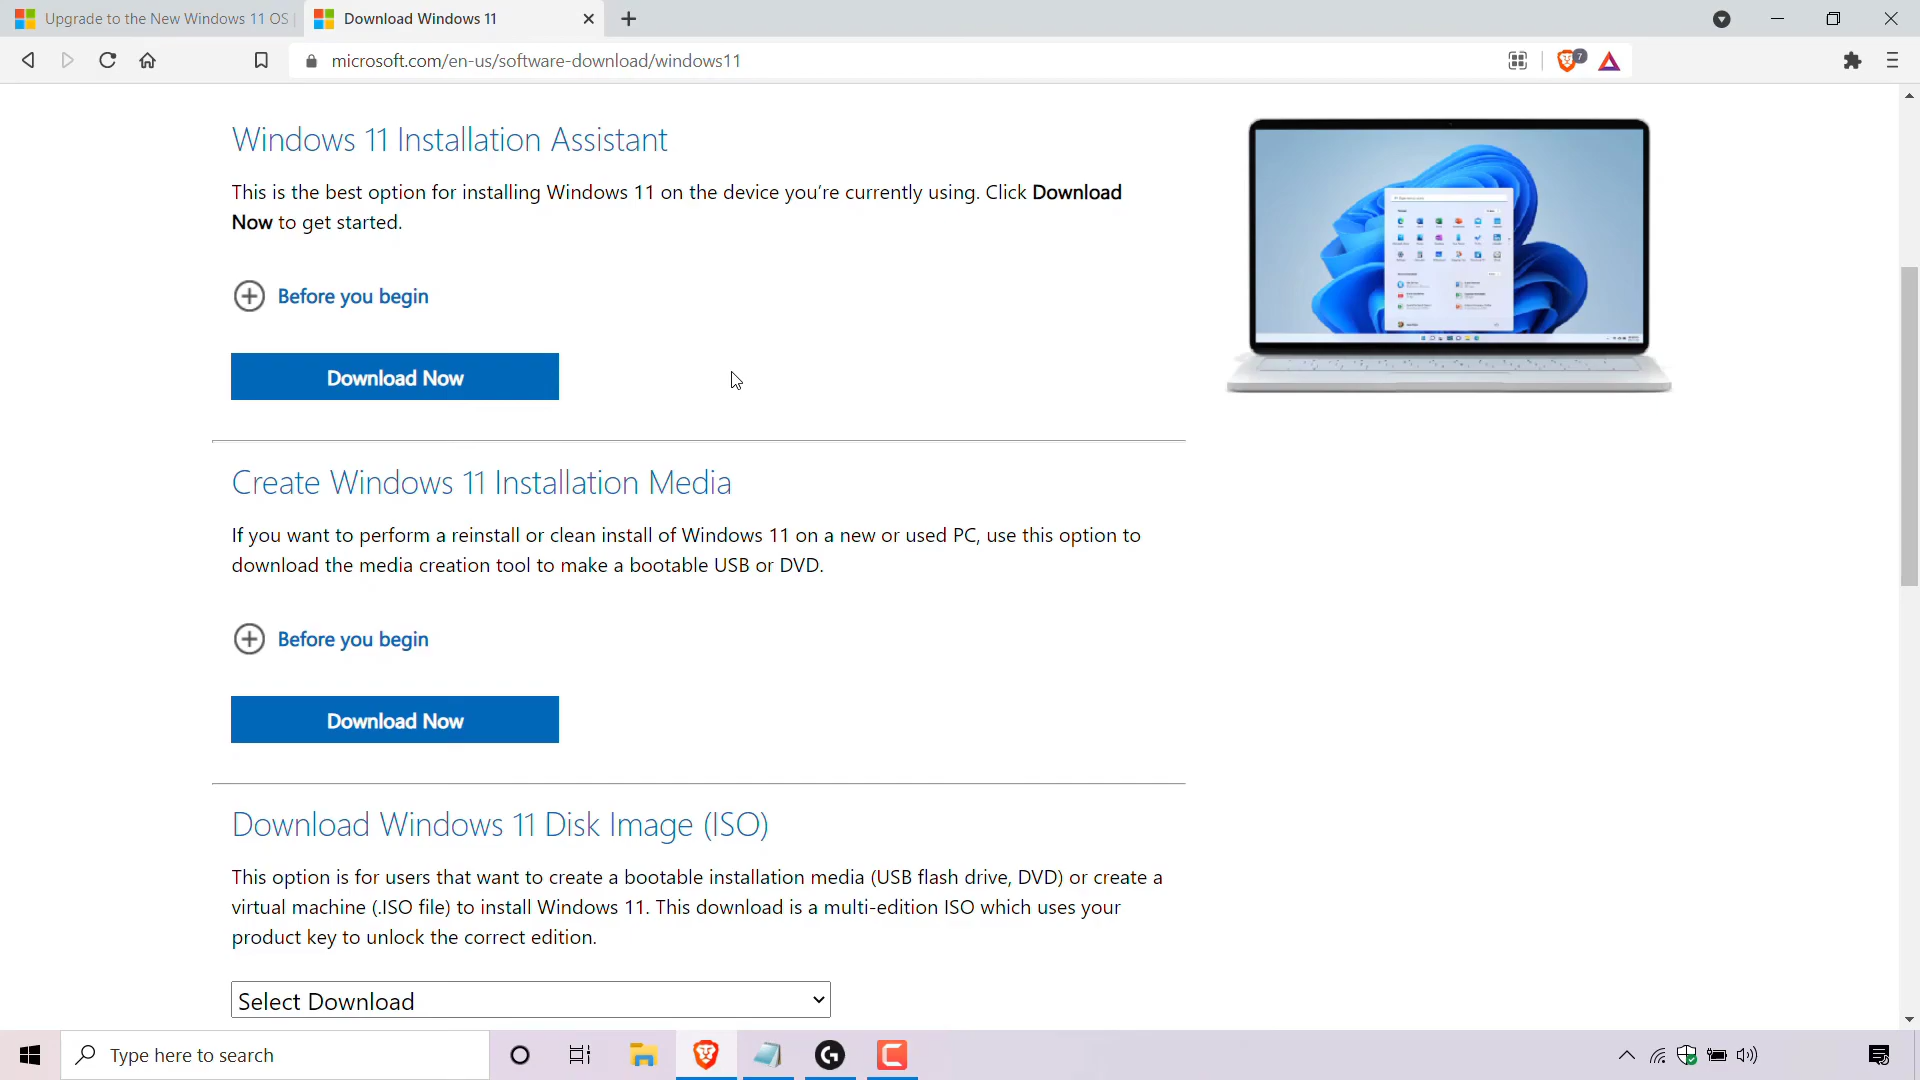 Upgrade to the New Windows 11 OS
Download Windows 11
microsoft.com/en-us/software-download/windows11
7
Windows 11 Installation Assistant
This is the best option for installing Windows 11 on the device you’re currently using. Click Download
Now to get started.
Before you begin
Download Now
Create Windows 11 Installation Media
If you want to perform a reinstall or clean install of Windows 11 on a new or used PC, use this option to
download the media creation tool to make a bootable USB or DVD.
Before you begin
Download Now
Download Windows 11 Disk Image (ISO)
This option is for users that want to create a bootable installation media (USB flash drive, DVD) or create a
virtual machine (.ISO file) to install Windows 11. This download is a multi-edition ISO which uses your
product key to unlock the correct edition.
Select Download
Type here to search